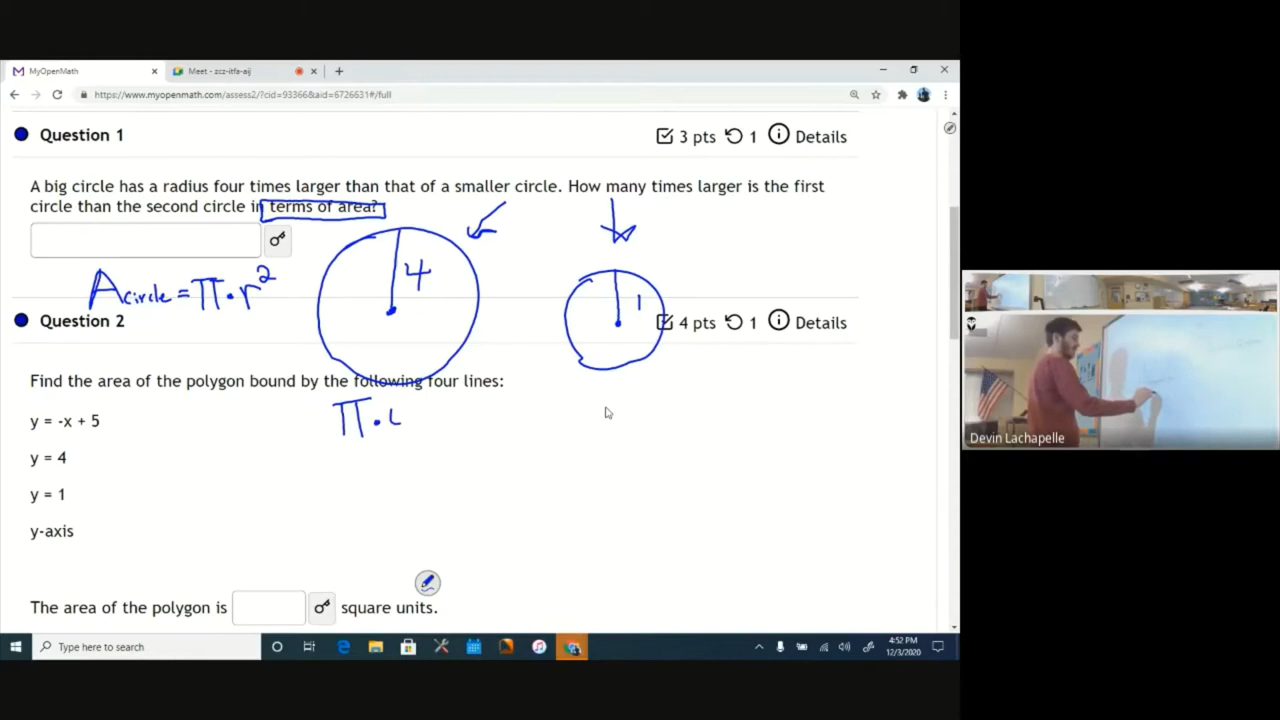 MyOpenMath
Meet - zcz-itfa-aij
https://www.myopenmath.com/assess2/?cid=93366&aid=6726631#/full
Question 1
3 pts 1 Details
A big circle has a radius four times larger than that of a smaller circle. How many times larger is the first
circle than the second circle in terms of area?
A circle = π · r²
4
1
Question 2
4 pts 1 Details
Find the area of the polygon bound by the following four lines:
π ·
y = -x + 5
y = 4
y = 1
y-axis
The area of the polygon is
square units.
Devin Lachapelle
Type here to search
4:52 PM
12/3/2020